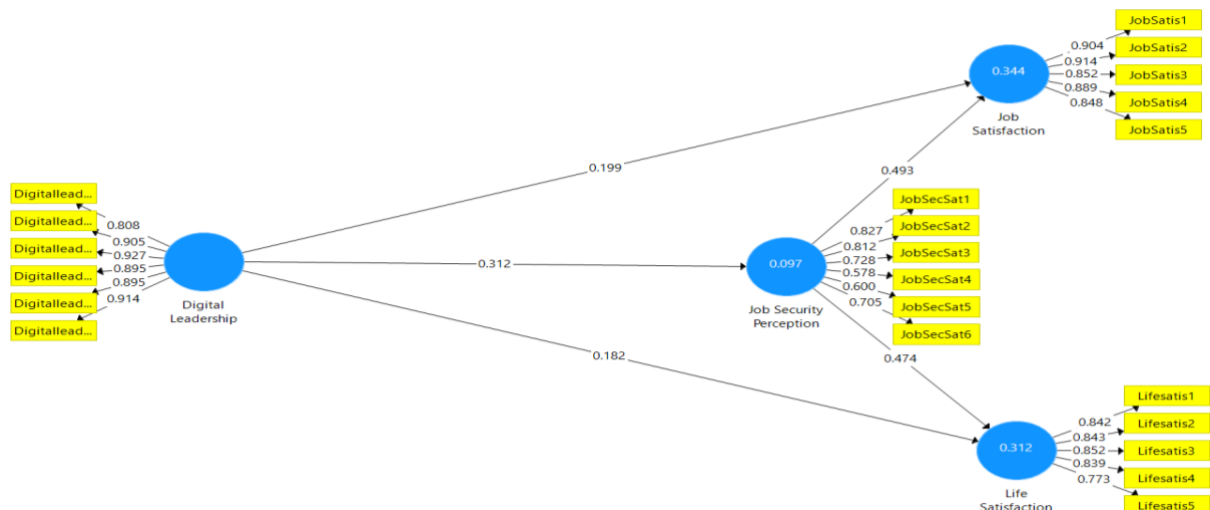 JobSatis1
0.904
JobSatis2
0.914
0.344
0.852
JobSatis3
0.889
JobSatis4
0.848
Job
Satisfaction
JobSatis5
0.199
0.493
Digitallead...
0.808
Digitallead...
0.905
Digitallead...
0.927
Digitallead...
0.895
Digitallead...
0.895
0.914
Digitallead...
Digital
Leadership
0.312
JobSecSat1
0.827
JobSecSat2
0.812
0.097
0.728
JobSecSat3
0.578
JobSecSat4
0.600
JobSecSat5
0.705
Job Security
Perception
JobSecSat6
0.182
0.474
Lifesatis1
0.842
Lifesatis2
0.843
0.312
0.852
Lifesatis3
0.839
Lifesatis4
0.773
Life
Satisfaction
Lifesatis5